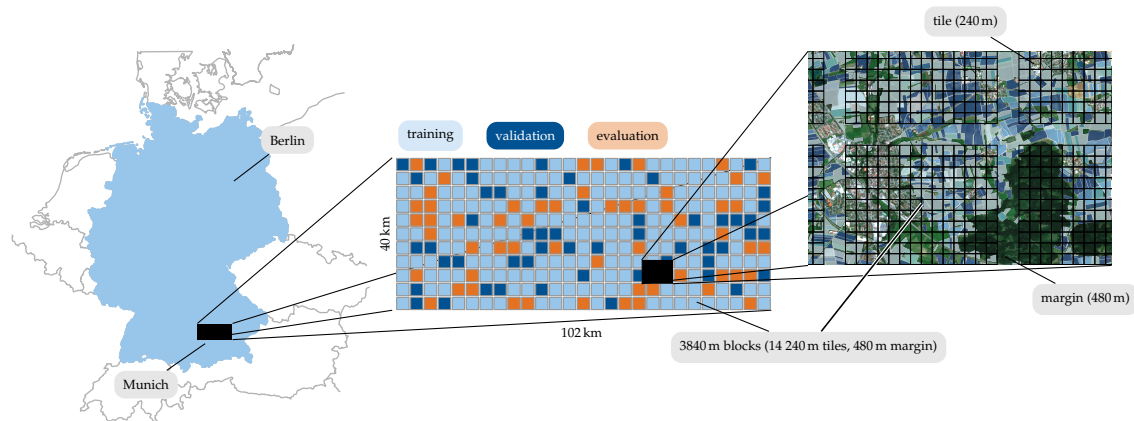 tile (240 m)
training
validation
evaluation
Berlin
40 km
margin (480 m)
102 km
3840 m blocks (14 240 m tiles, 480 m margin)
Munich